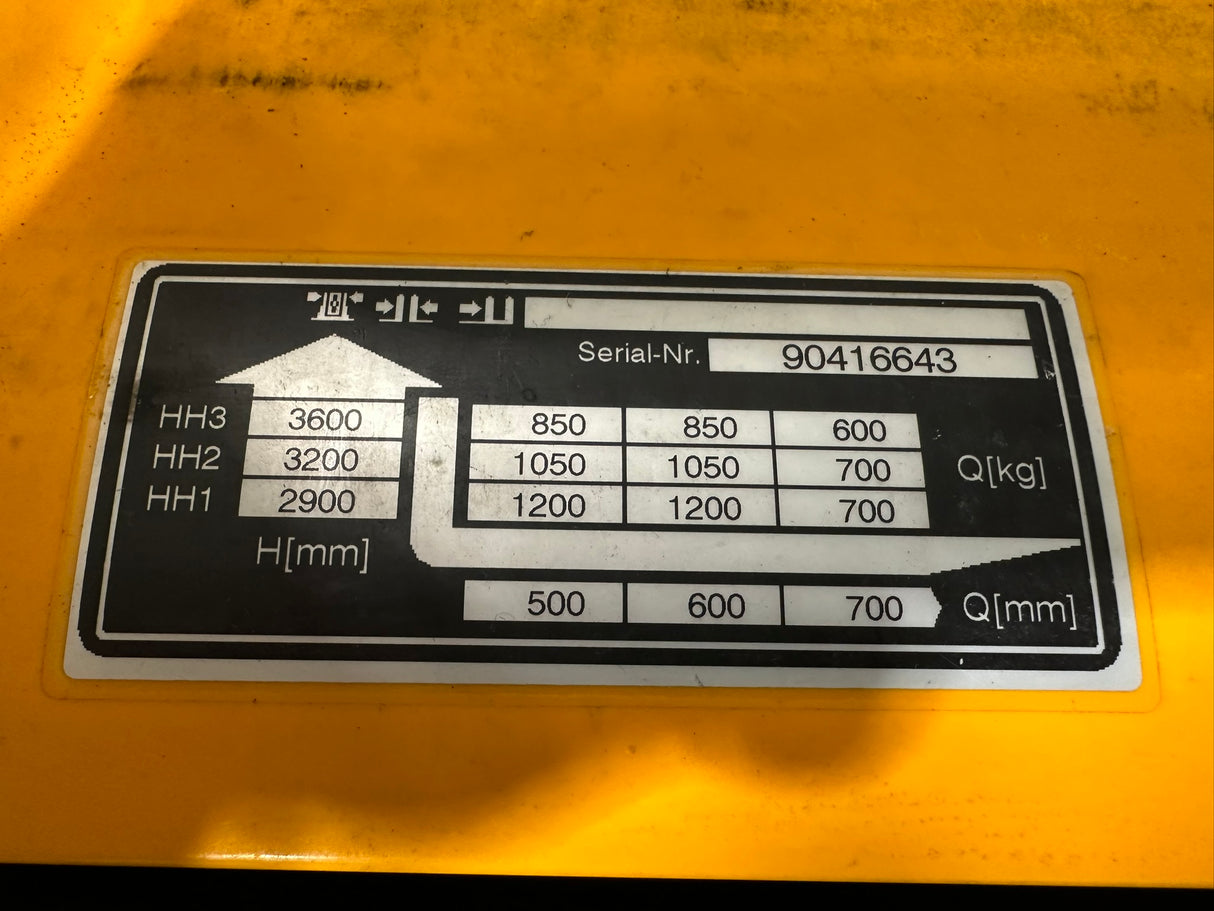 Serial-Nr. 90416643
HH3 3600 850 850 600
HH2 3200 1050 1050 700 Q[kg]
HH1 2900 1200 1200 700
H[mm]
500 600 700 Q[mm]